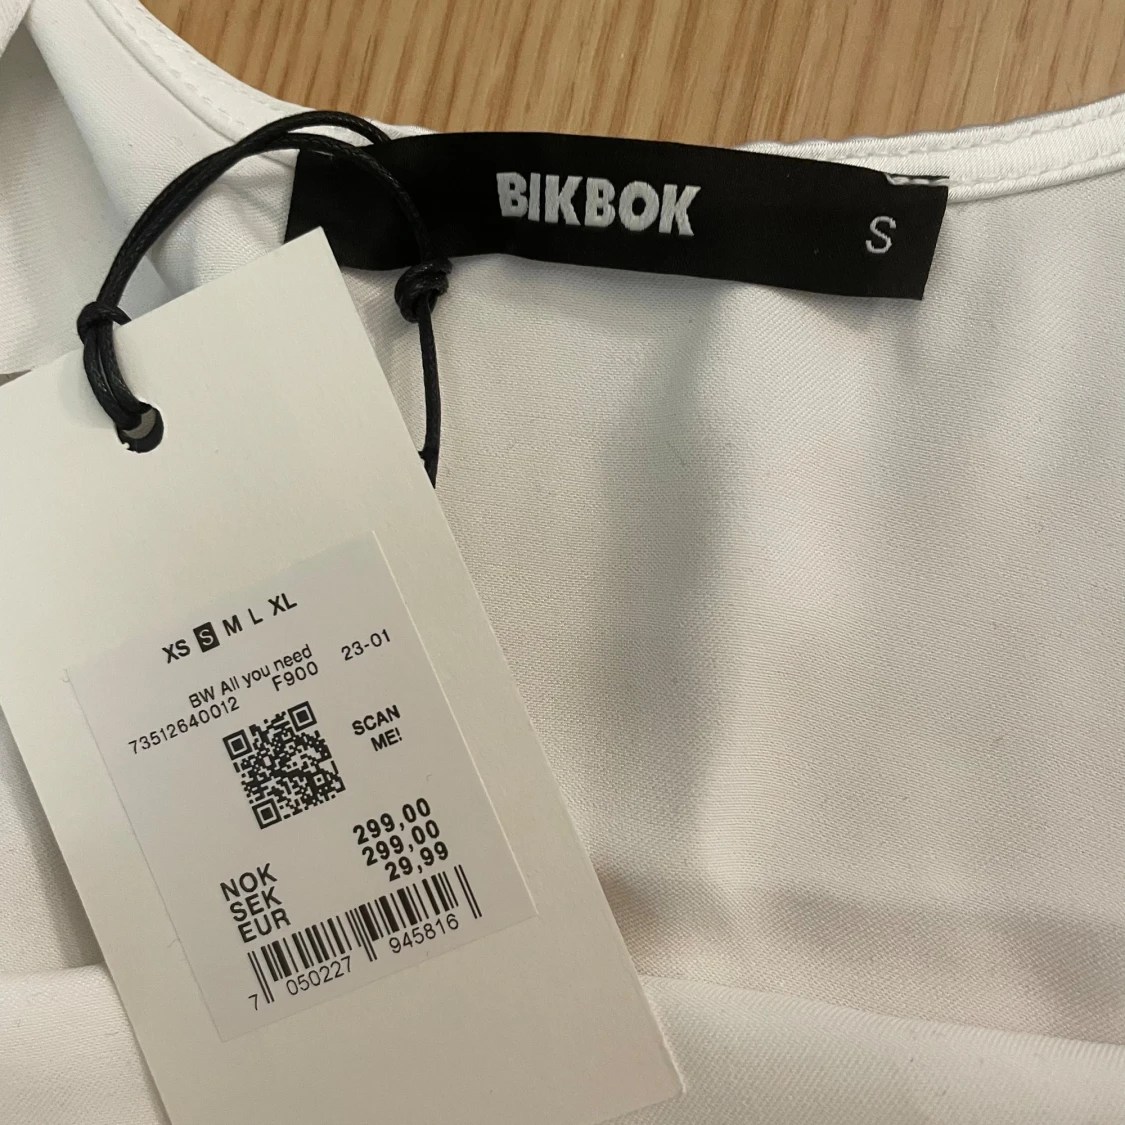 BIKBOK
S
XS S M L XL
BW All you need
73512640012 F900 23-01
SCAN
ME!
NOK 299,00
SEK 299,00
EUR 29,99
7 050227 945816